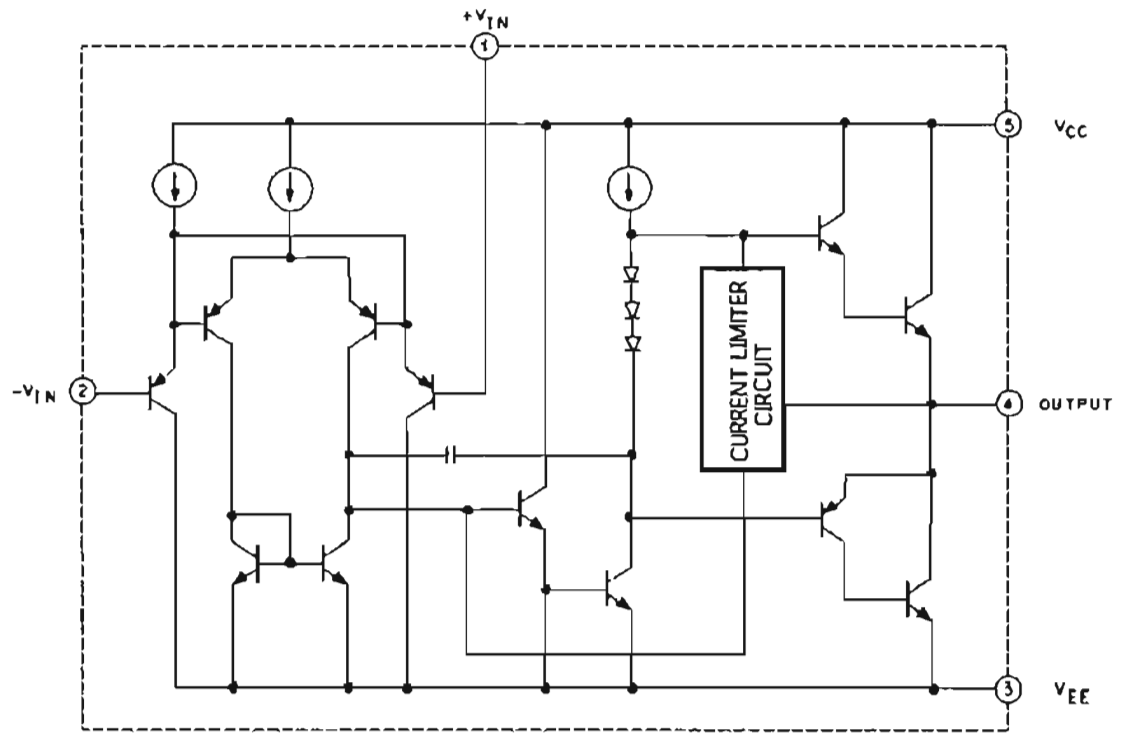 +VIN
1
5 VCC
-VIN 2
CURRENT LIMITER
CIRCUIT
4 OUTPUT
3 VEE